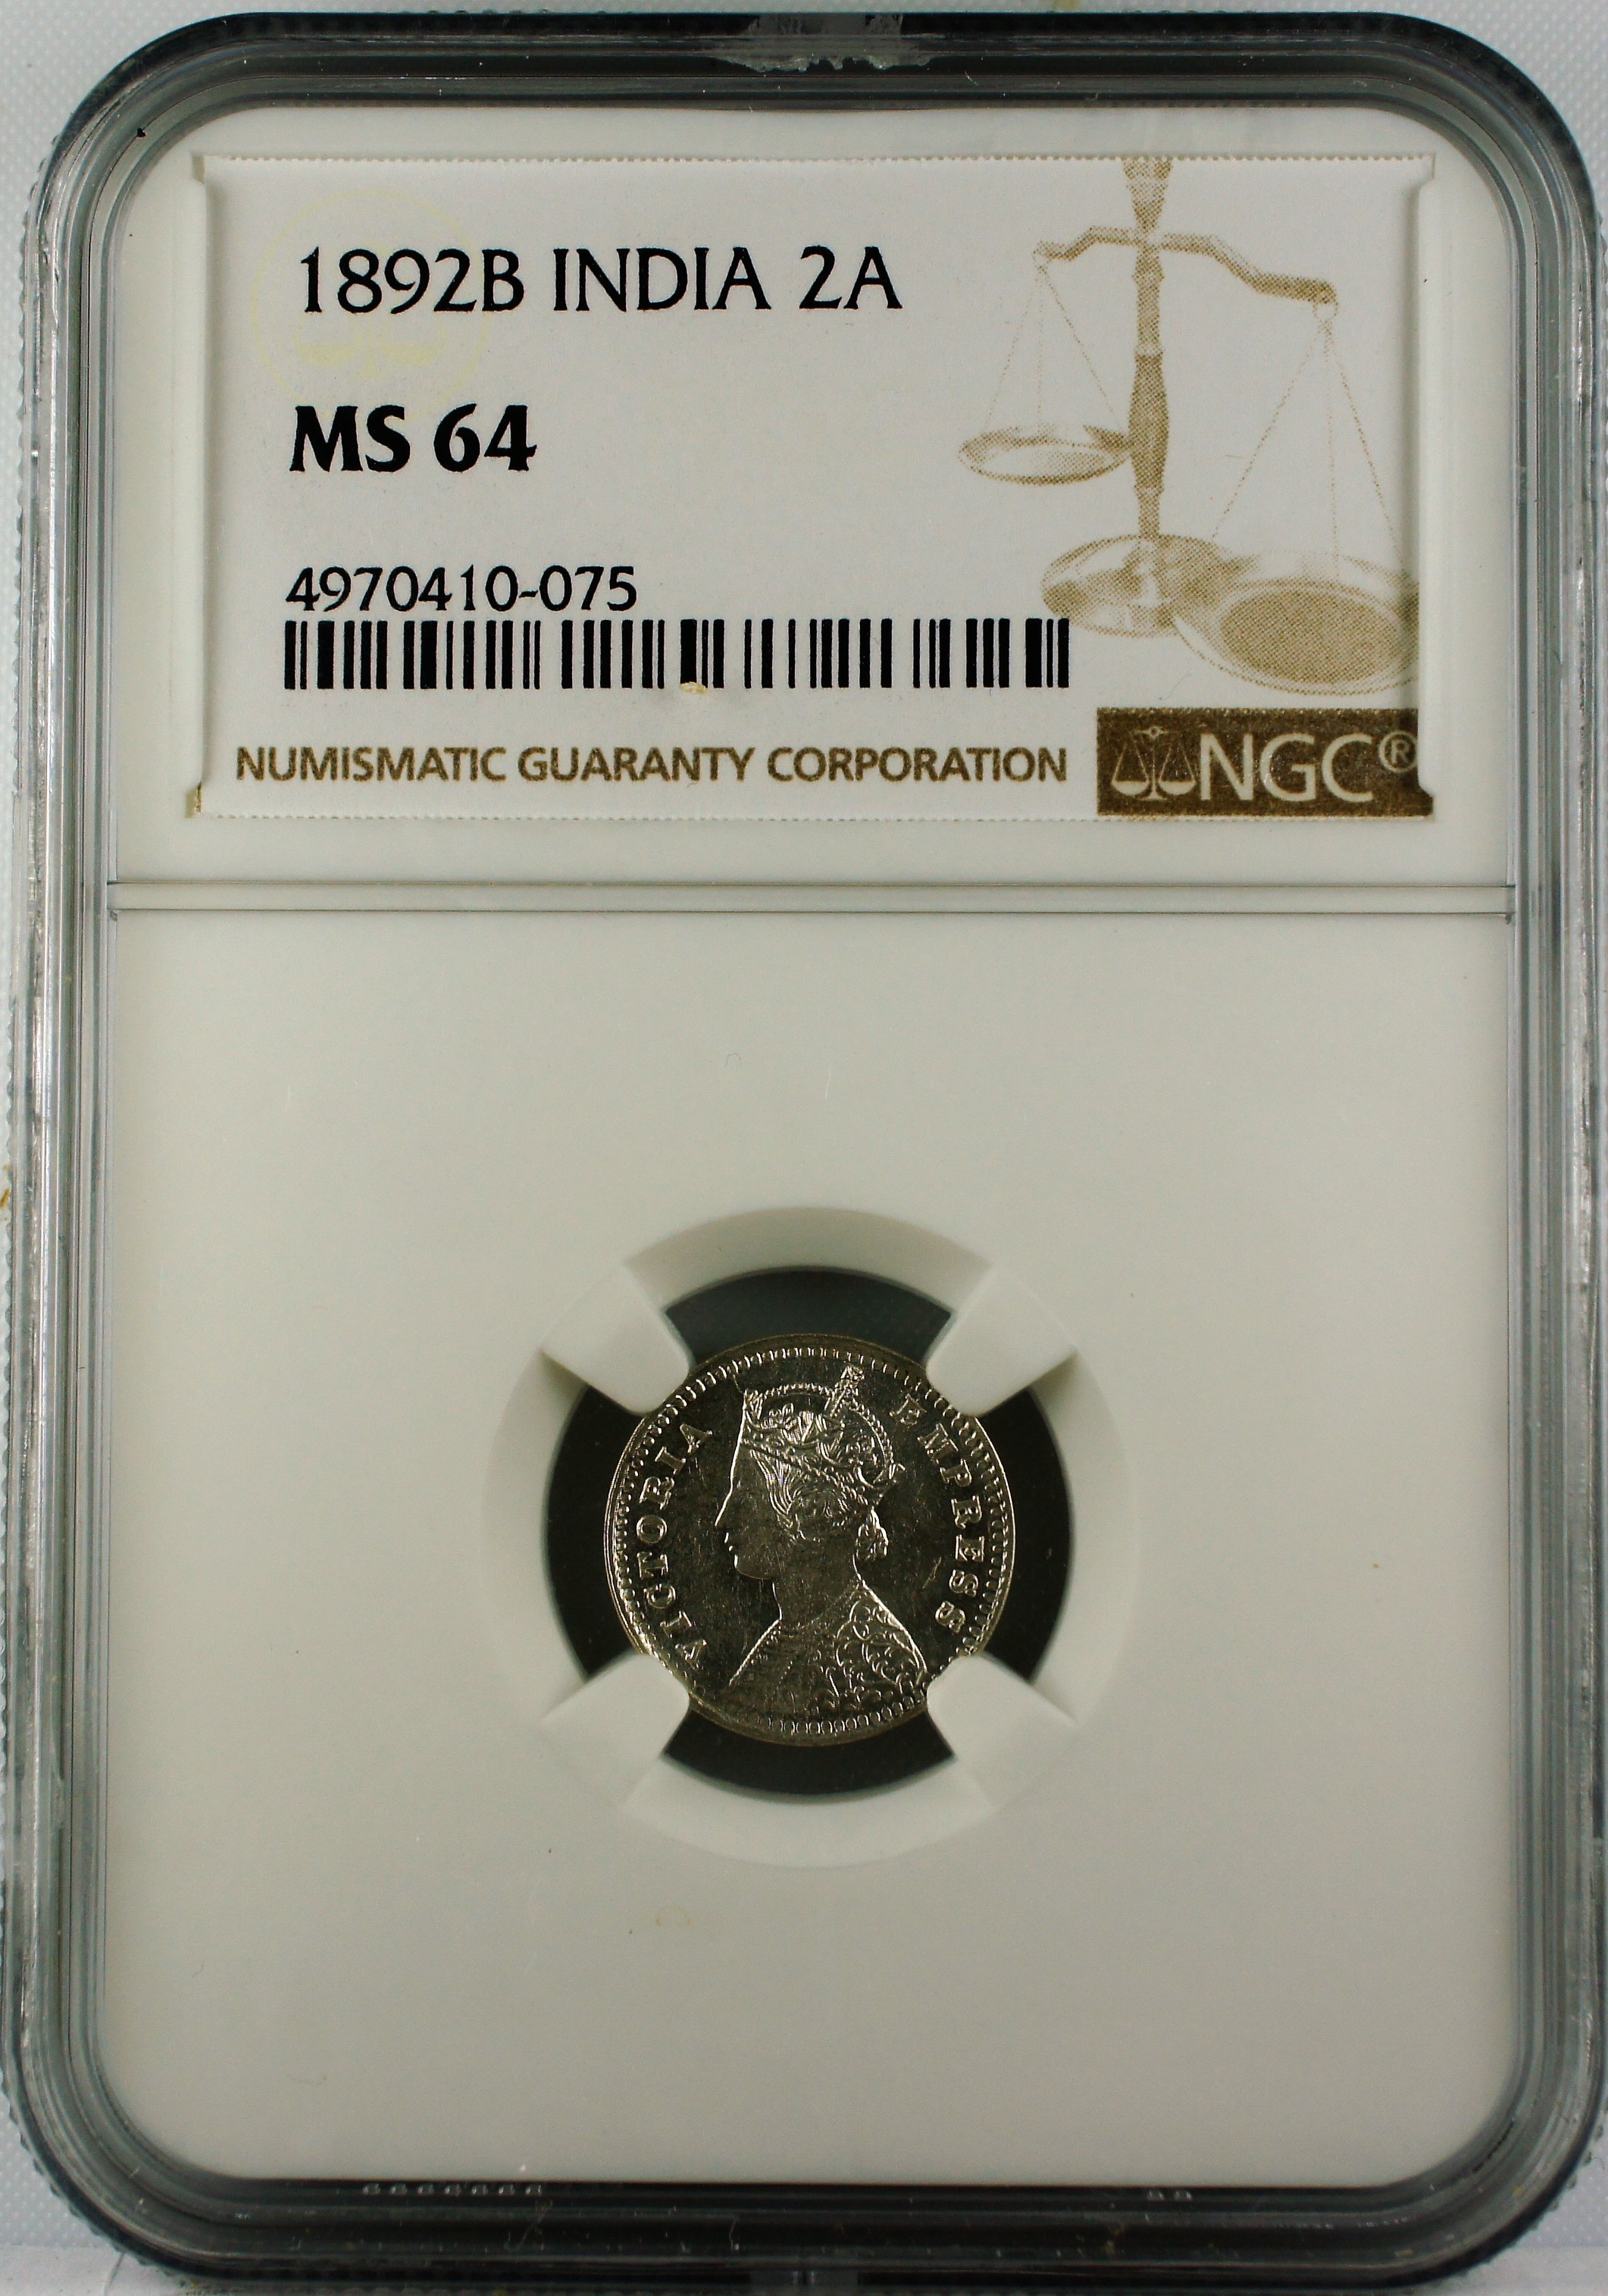 1892B INDIA 2A
MS 64
4970410-075
NUMISMATIC GUARANTY CORPORATION
NGC®
VICTORIA EMPRESS